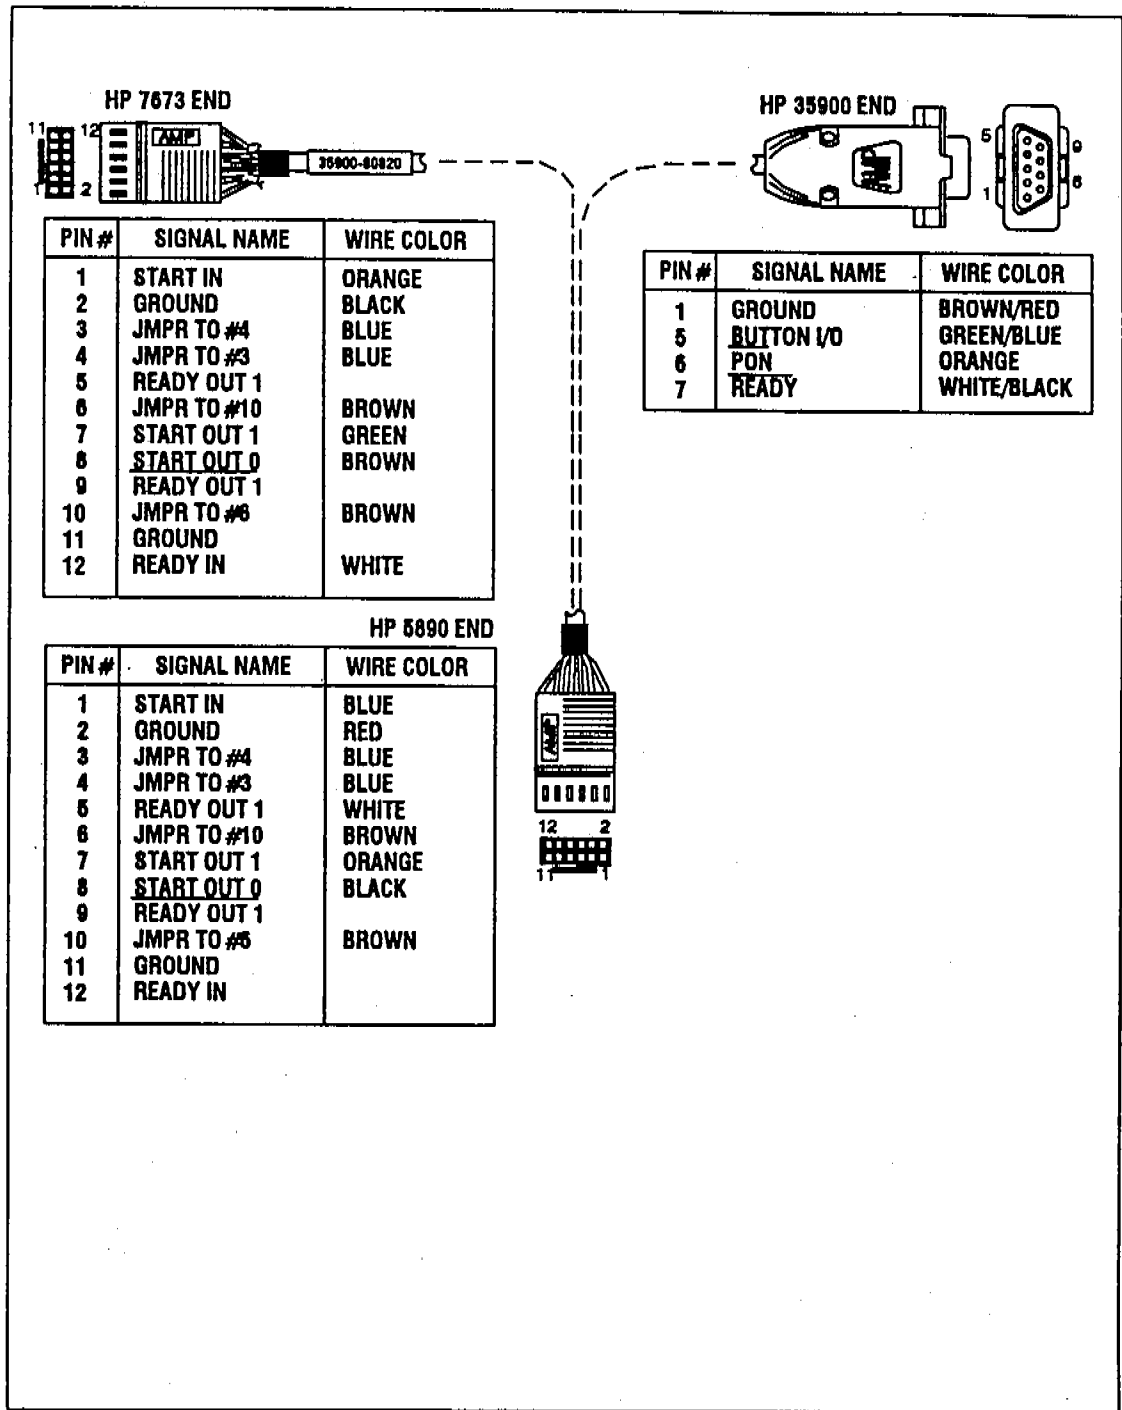 HP 7673 END
HP 35900 END
11 12
1 2
AMP
35900-60820
5 9
1 6
PIN # SIGNAL NAME WIRE COLOR
1 START IN ORANGE
2 GROUND BLACK
3 JMPR TO #4 BLUE
4 JMPR TO #3 BLUE
5 READY OUT 1
6 JMPR TO #10 BROWN
7 START OUT 1 GREEN
8 START OUT 0 BROWN
9 READY OUT 1
10 JMPR TO #6 BROWN
11 GROUND
12 READY IN WHITE
PIN # SIGNAL NAME WIRE COLOR
1 GROUND BROWN/RED
5 BUTTON I/O GREEN/BLUE
6 PON ORANGE
7 READY WHITE/BLACK
HP 5890 END
PIN # SIGNAL NAME WIRE COLOR
1 START IN BLUE
2 GROUND RED
3 JMPR TO #4 BLUE
4 JMPR TO #3 BLUE
5 READY OUT 1 WHITE
6 JMPR TO #10 BROWN
7 START OUT 1 ORANGE
8 START OUT 0 BLACK
9 READY OUT 1
10 JMPR TO #6 BROWN
11 GROUND
12 READY IN
AMP
12 2
11 1